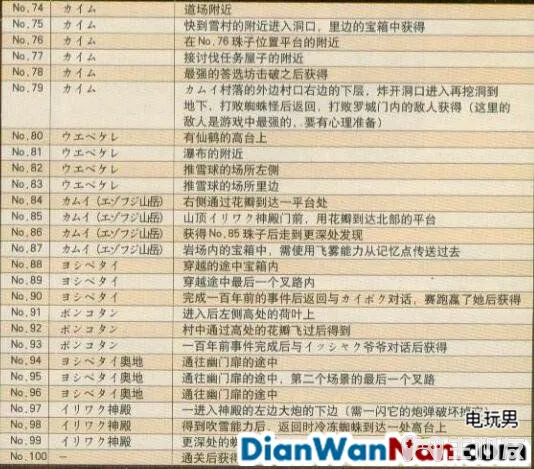 No.74 カイム 道场附近
No.75 カイム 快到雪村的附近进入洞口，里边的宝箱中获得
No.76 カイム 在No.76珠子位置平台的附近
No.77 カイム 接讨伐任务屋子的附近
No.78 カイム 最强的答选坊击破之后获得
No.79 カイム カムイ村落的外边村口右边的下层，炸开洞口进入再挖洞到
地下，打败蜘蛛怪后返回，打败罗城门内的敌人获得（这里的
敌人是游戏中最强的，要有心理准备）
No.80 ウエペケレ 有仙鹤的高台上
No.81 ウエペケレ 瀑布的附近
No.82 ウエペケレ 推雪球的场所左侧
No.83 ウエペケレ 推雪球的场所里边
No.84 カムイ（エゾフジ山岳） 右侧通过花瓣到达一平台处
No.85 カムイ（エゾフジ山岳） 山顶イリワク神殿门前，用花瓣到达北部的平台
No.86 カムイ（エゾフジ山岳） 获得No.85珠子后走到更深处发现
No.87 カムイ（エゾフジ山岳） 岩场内的宝箱中，需使用飞雾能力从记忆点传送过去
No.88 ヨシペタイ 穿越的途中宝箱内
No.89 ヨシペタイ 穿越途中最后一个叉路内
No.90 ヨシペタイ 完成一百年前的事件后返回与カイポク对话，赛跑赢了她后获得
No.91 ポンコタン 进入后左侧高处的荷叶上
No.92 ポンコタン 村中通过高处的花瓣飞过后得到
No.93 ポンコタン 一百年前事件完成后与イッシャク爷爷对话后获得
No.94 ヨシペタイ奥地 通往幽门扉的途中
No.95 ヨシペタイ奥地 通往幽门扉的途中，第二个场景的最后一个叉路
No.96 ヨシペタイ奥地 通往幽门扉的途中
No.97 イリワク神殿 一进入神殿的左边大炮的下边（需一闪它的炮弹破坏掉
No.98 イリワク神殿 得到吹雪能力后，返回时冷冻蜘蛛到达一处高台上
No.99 イリワク神殿 更深处的
No.100 － 通关后获得
电玩男
DianWanNan.com